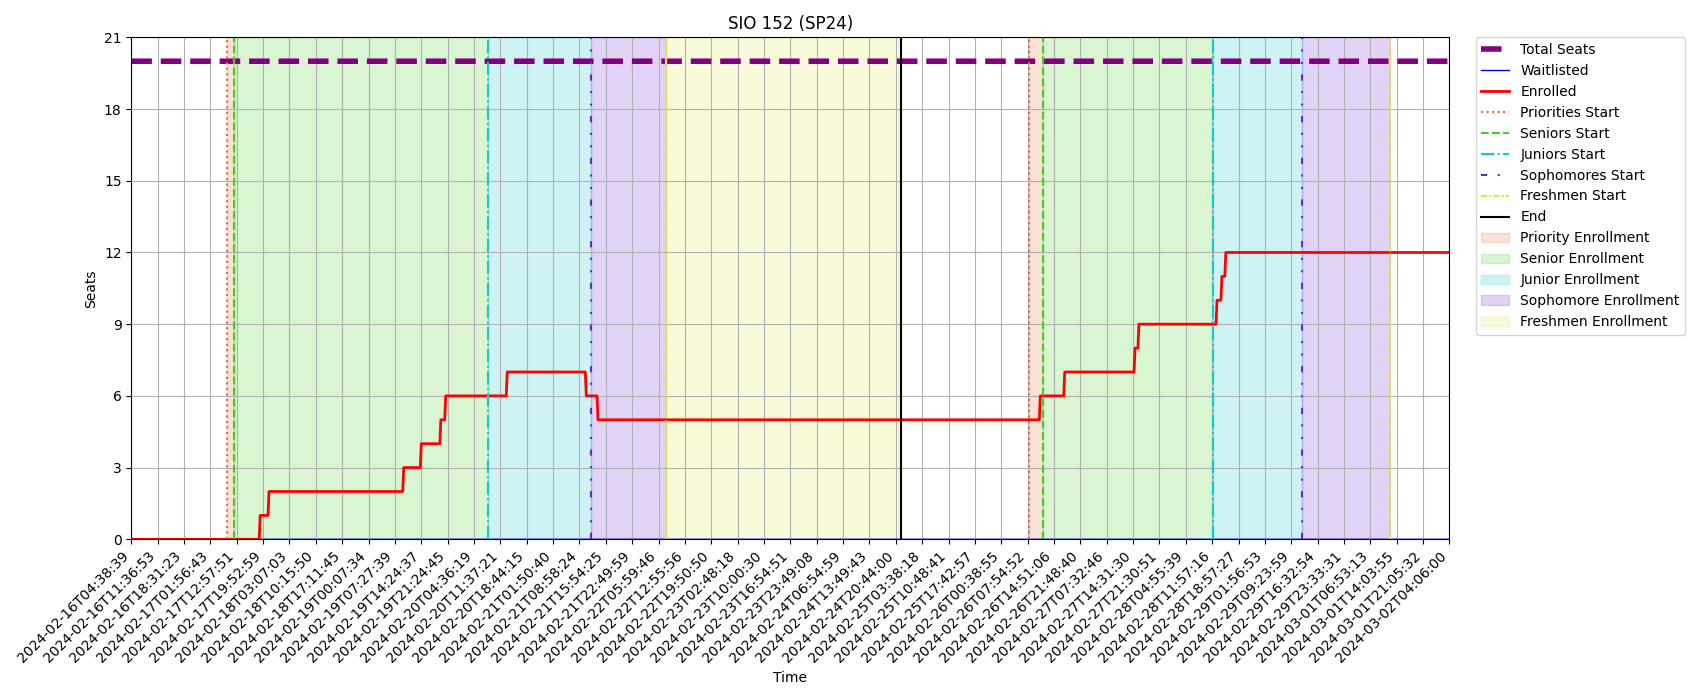 SIO 152 (SP24)
21
18
15
12
9
6
3
0
Seats
2024-02-16T04:38:39
2024-02-16T11:36:53
2024-02-16T18:31:23
2024-02-17T01:56:43
2024-02-17T12:57:51
2024-02-17T19:52:59
2024-02-18T03:07:03
2024-02-18T10:15:50
2024-02-18T17:11:45
2024-02-19T00:07:34
2024-02-19T07:27:39
2024-02-19T14:24:37
2024-02-19T21:24:45
2024-02-20T04:36:19
2024-02-20T11:37:21
2024-02-20T18:44:15
2024-02-21T01:50:40
2024-02-21T08:58:24
2024-02-21T15:54:25
2024-02-21T22:49:59
2024-02-22T05:59:46
2024-02-22T12:55:56
2024-02-22T19:50:50
2024-02-23T02:48:18
2024-02-23T10:00:30
2024-02-23T16:54:51
2024-02-23T23:49:08
2024-02-24T06:54:59
2024-02-24T13:49:43
2024-02-24T20:44:00
2024-02-25T03:38:18
2024-02-25T10:48:41
2024-02-25T17:42:57
2024-02-26T00:38:55
2024-02-26T07:54:52
2024-02-26T14:51:06
2024-02-26T21:48:40
2024-02-27T07:32:46
2024-02-27T14:31:30
2024-02-27T21:30:51
2024-02-28T04:55:39
2024-02-28T11:57:16
2024-02-28T18:57:27
2024-02-29T01:56:53
2024-02-29T09:23:59
2024-02-29T16:32:54
2024-02-29T23:33:31
2024-03-01T06:53:13
2024-03-01T14:03:55
2024-03-01T21:05:32
2024-03-02T04:06:00
Time
Total Seats
Waitlisted
Enrolled
Priorities Start
Seniors Start
Juniors Start
Sophomores Start
Freshmen Start
End
Priority Enrollment
Senior Enrollment
Junior Enrollment
Sophomore Enrollment
Freshmen Enrollment